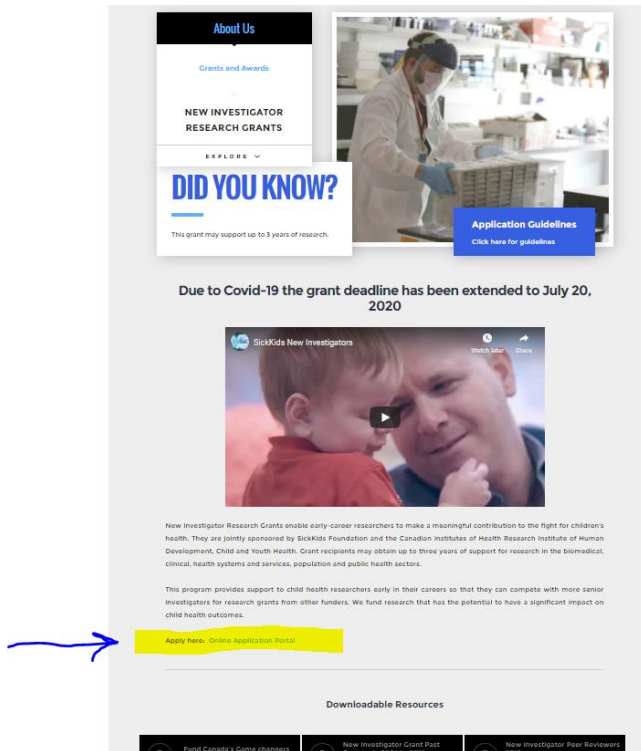 About Us
Grants and Awards
NEW INVESTIGATOR
RESEARCH GRANTS
EXPLORE
DID YOU KNOW?
This grant may support up to 3 years of research.
Application Guidelines
Click here for guidelines
Due to Covid-19 the grant deadline has been extended to July 20,
2020
SickKids New Investigators
Watch later
Share
New Investigator Research Grants enable early-career researchers to make a meaningful contribution to the fight for children's
health. They are jointly sponsored by SickKids Foundation and the Canadian Institutes of Health Research Institute of Human
Development, Child and Youth Health. Grant recipients may obtain up to three years of support for research in the biomedical,
clinical, health systems and services, population and public health sectors.
This program provides support to child health researchers early in their careers so that they can compete with more senior
investigators for research grants from other funders. We fund research that has the potential to have a significant impact on
child health outcomes.
Apply here: Online Application Portal
Downloadable Resources
Fund Canada's Game changers
New Investigator Grant Past
New Investigator Peer Reviewers